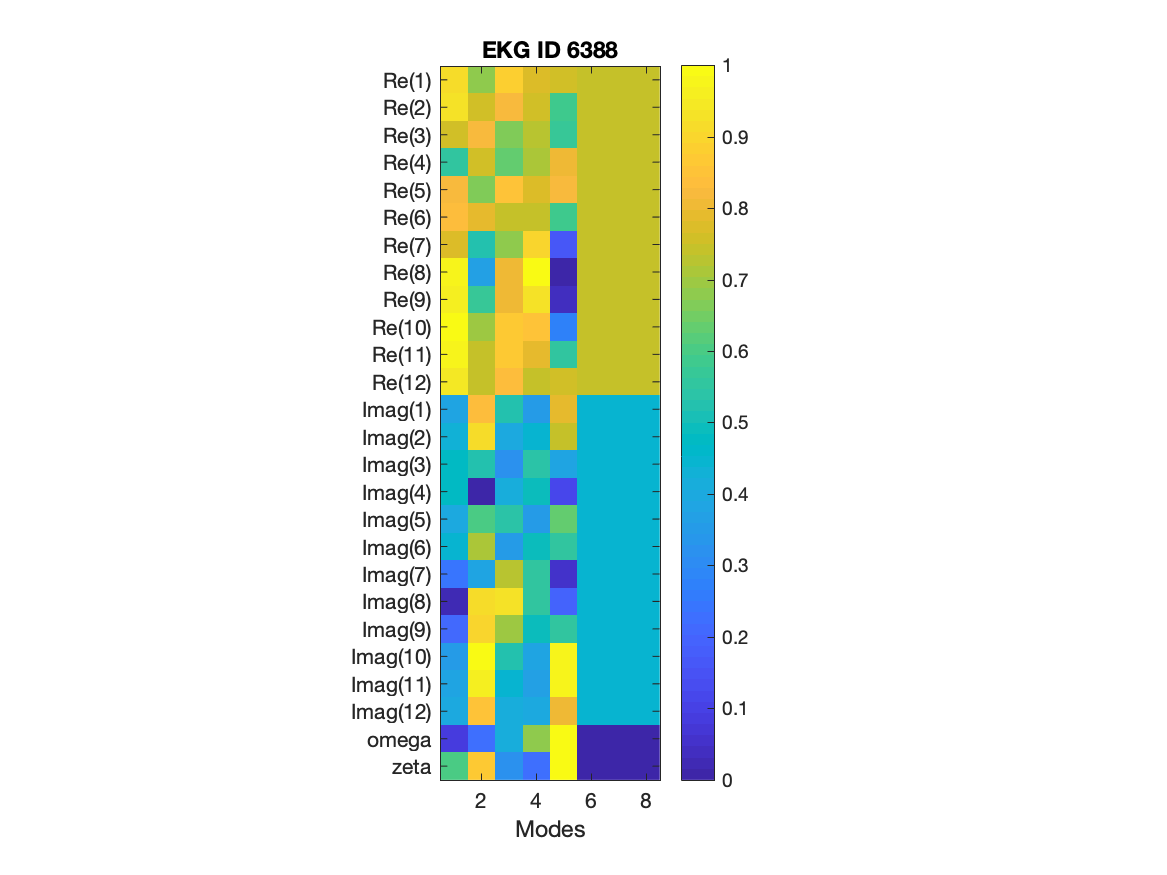 EKG ID 6388
Re(1)
Re(2)
Re(3)
Re(4)
Re(5)
Re(6)
Re(7)
Re(8)
Re(9)
Re(10)
Re(11)
Re(12)
Imag(1)
Imag(2)
Imag(3)
Imag(4)
Imag(5)
Imag(6)
Imag(7)
Imag(8)
Imag(9)
Imag(10)
Imag(11)
Imag(12)
omega
zeta
2 4 6 8
Modes
1
0.9
0.8
0.7
0.6
0.5
0.4
0.3
0.2
0.1
0